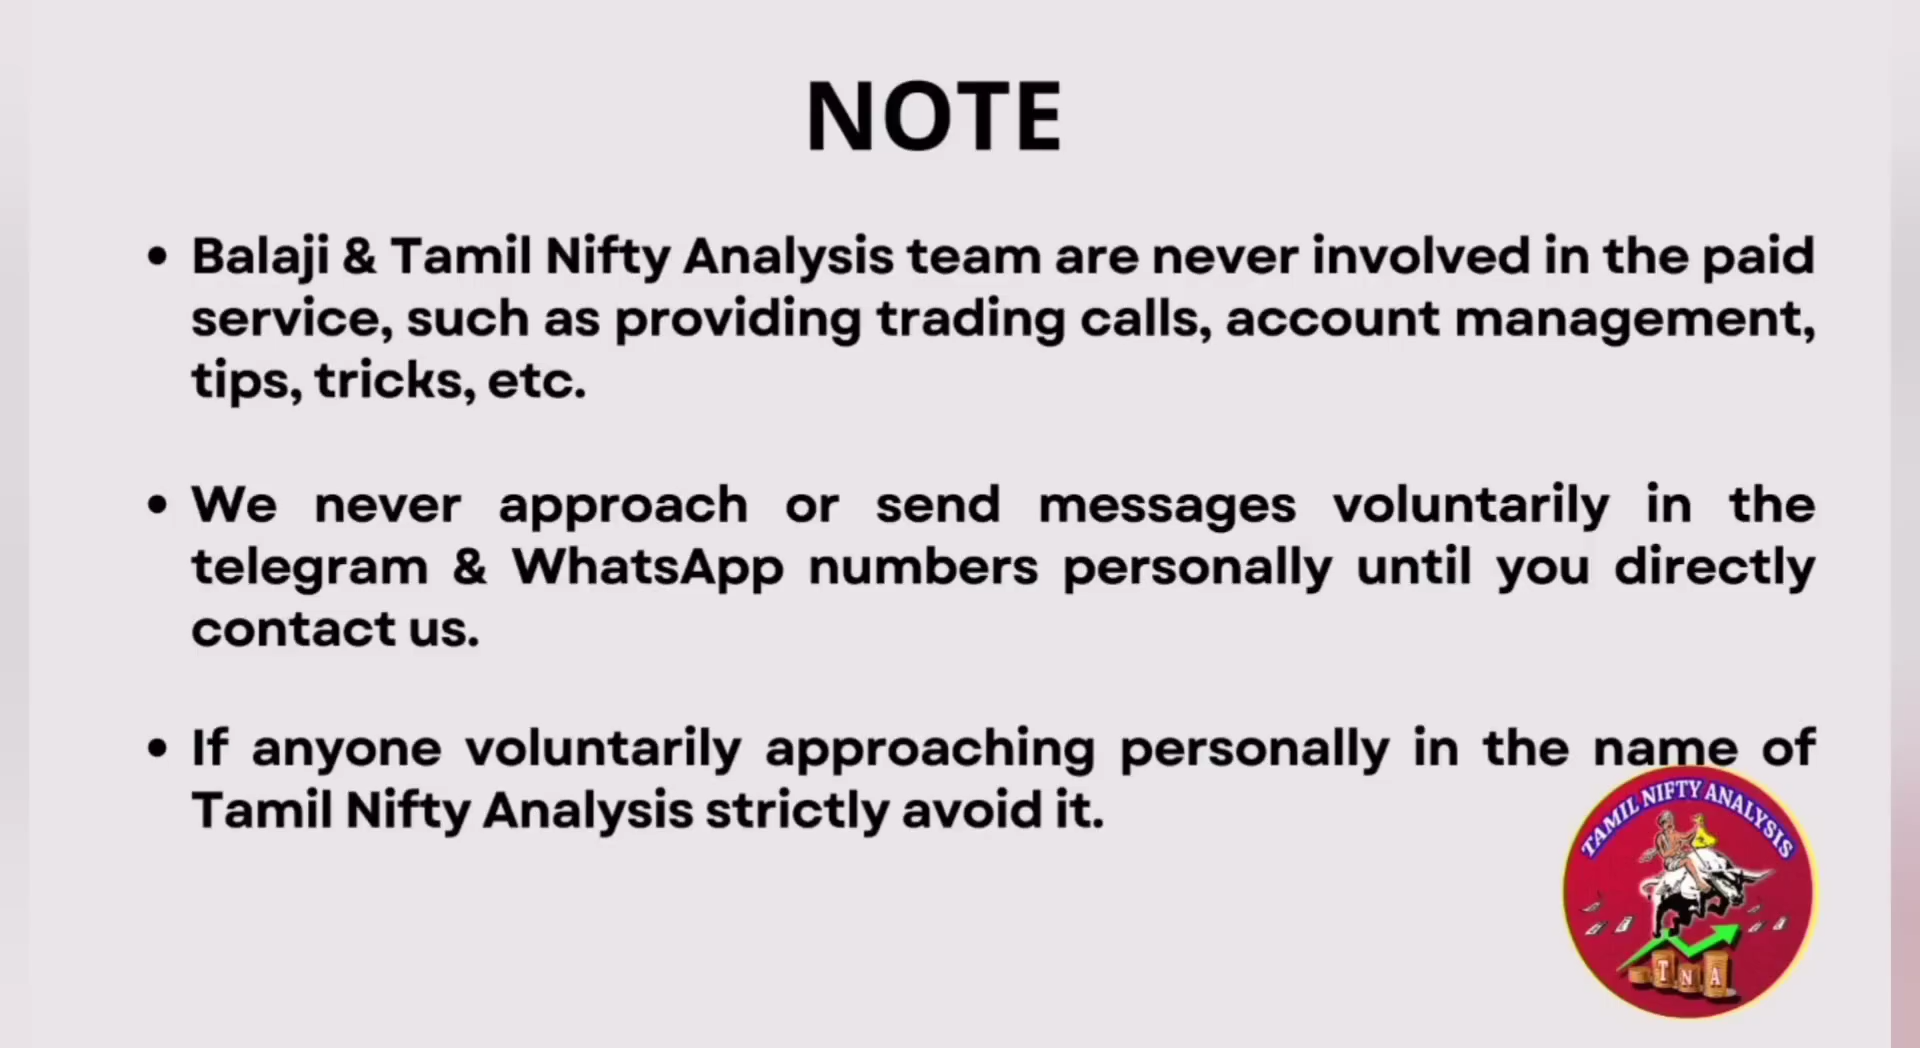 NOTE
• Balaji & Tamil Nifty Analysis team are never involved in the paid
service, such as providing trading calls, account management,
tips, tricks, etc.
• We never approach or send messages voluntarily in the
telegram & WhatsApp numbers personally until you directly
contact us.
• If anyone voluntarily approaching personally in the name of
Tamil Nifty Analysis strictly avoid it.
TAMIL NIFTY ANALYSIS
T N A